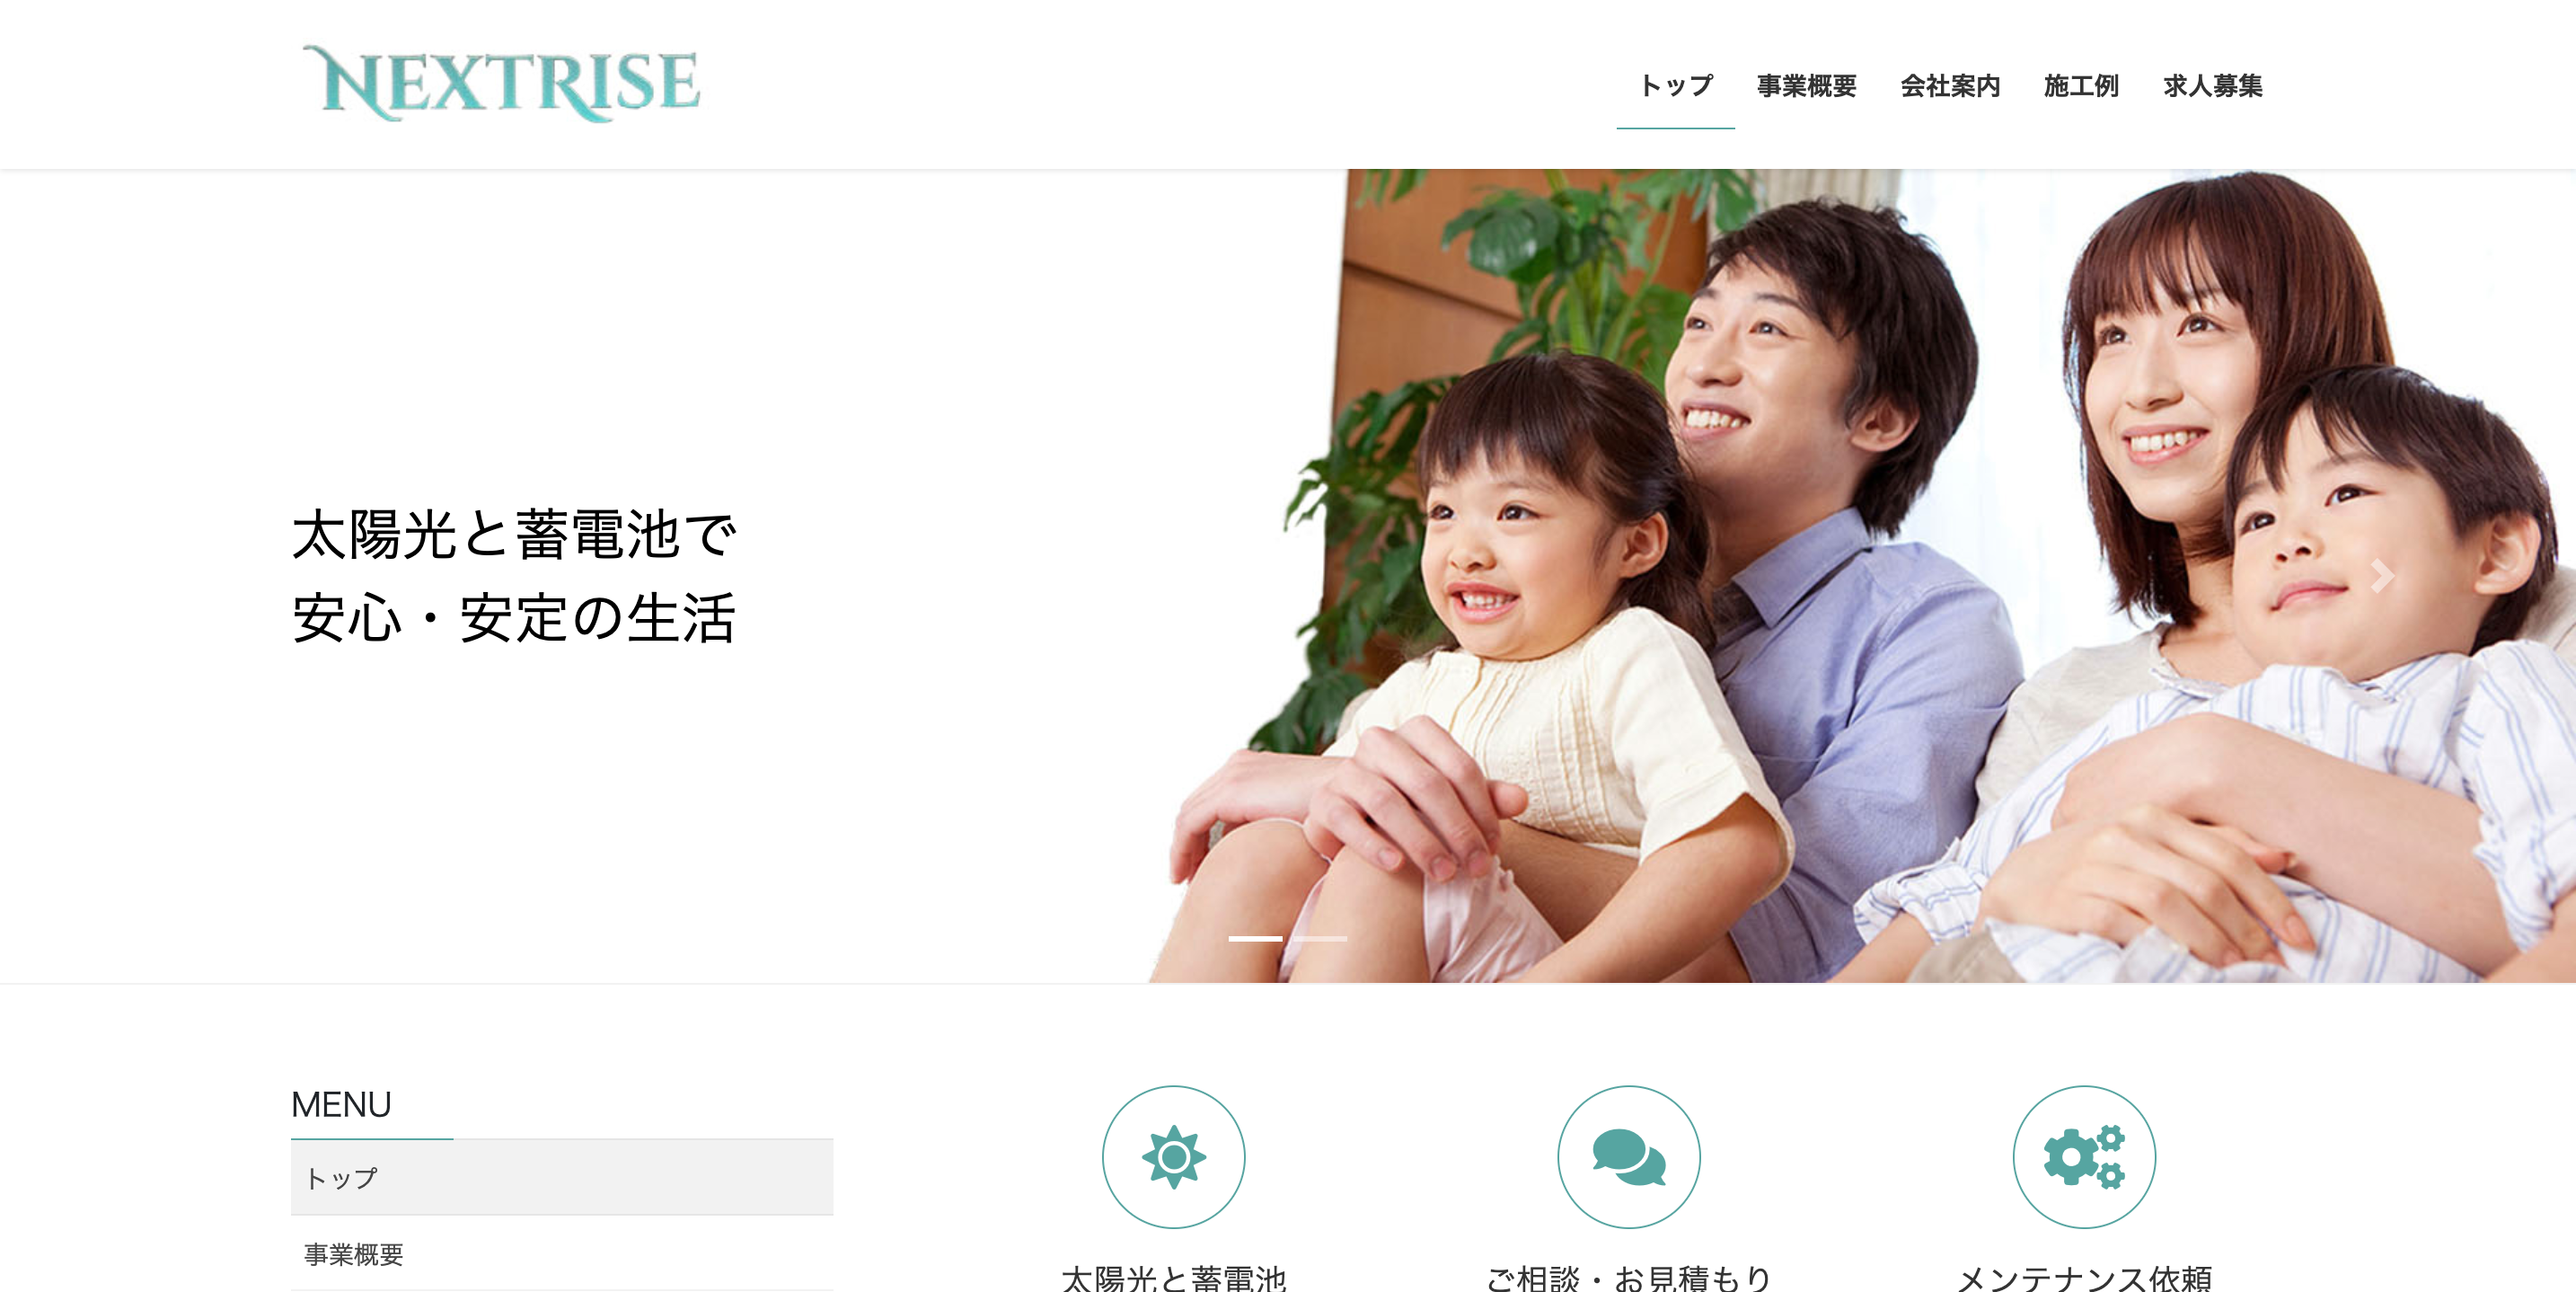 NEXTRISE
トップ 事業概要 会社案内 施工例 求人募集
太陽光と蓄電池で
安心・安定の生活
MENU
トップ
事業概要
太陽光と蓄電池
ご相談・お見積もり
メンテナンス依頼